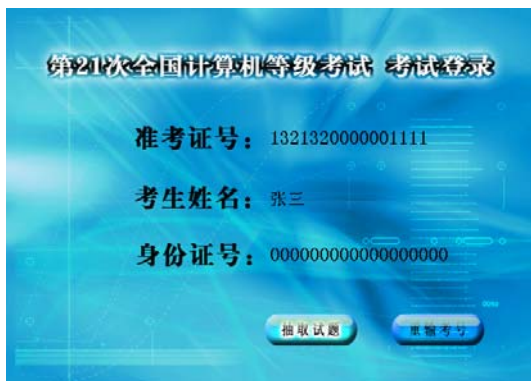 第21次全国计算机等级考试 考试登录
准考证号：1321320000001111
考生姓名：张三
身份证号：000000000000000000
抽取试题 重输考号